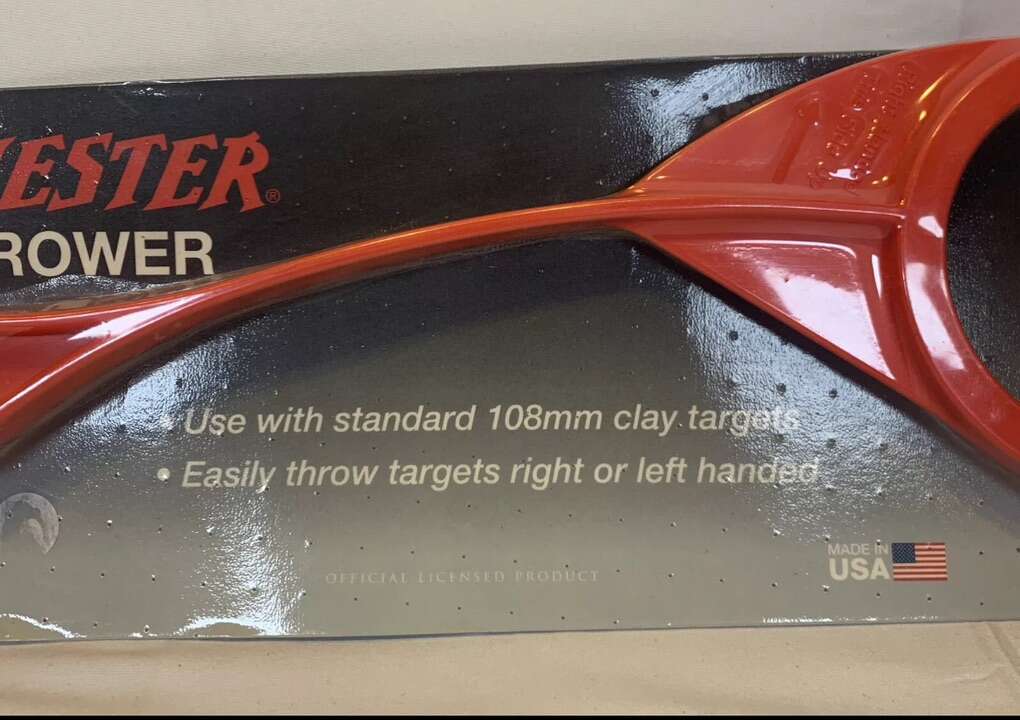 ESTER®
ROWER
• Use with standard 108mm clay targets
• Easily throw targets right or left handed
OFFICIAL LICENSED PRODUCT
MADE IN
USA